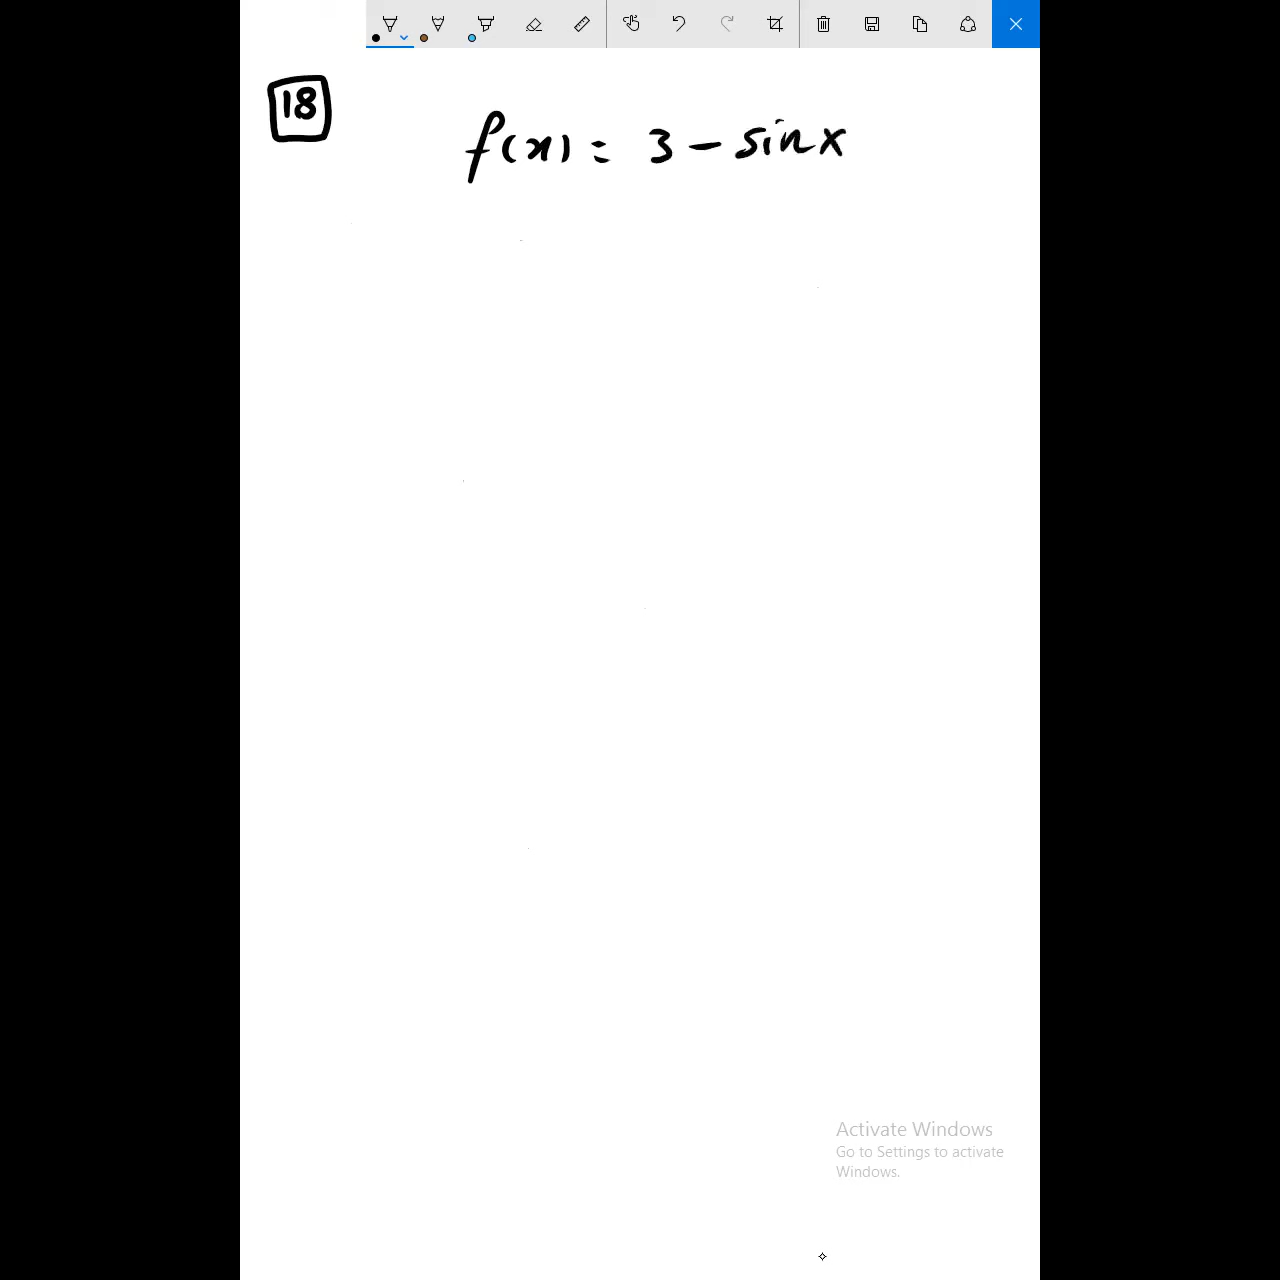 18
f(x) = 3 - sinx
Activate Windows
Go to Settings to activate
Windows.